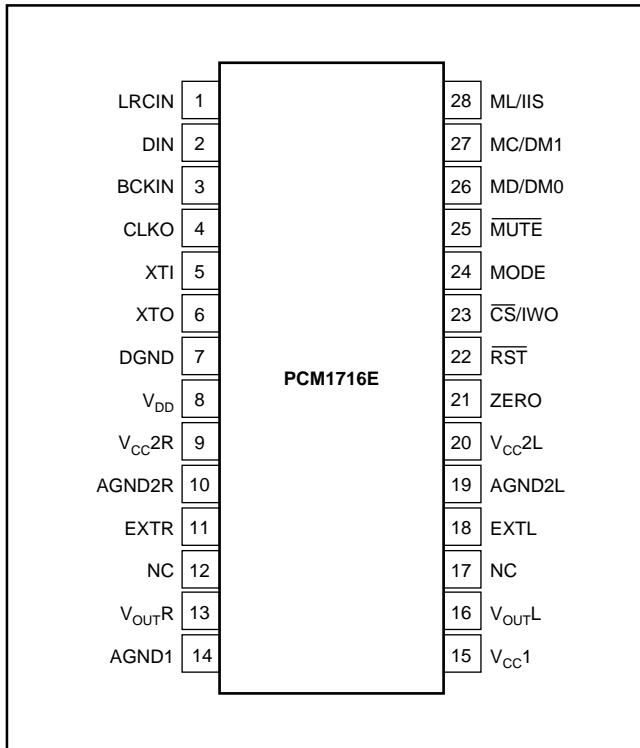 LRCIN 1 28 ML/IIS
DIN 2 27 MC/DM1
BCKIN 3 26 MD/DM0
CLKO 4 25 M̅U̅T̅E̅
XTI 5 24 MODE
XTO 6 23 C̅S̅/IWO
DGND 7 22 R̅S̅T̅
PCM1716E
VDD 8 21 ZERO
VCC2R 9 20 VCC2L
AGND2R 10 19 AGND2L
EXTR 11 18 EXTL
NC 12 17 NC
VOUTR 13 16 VOUTL
AGND1 14 15 VCC1